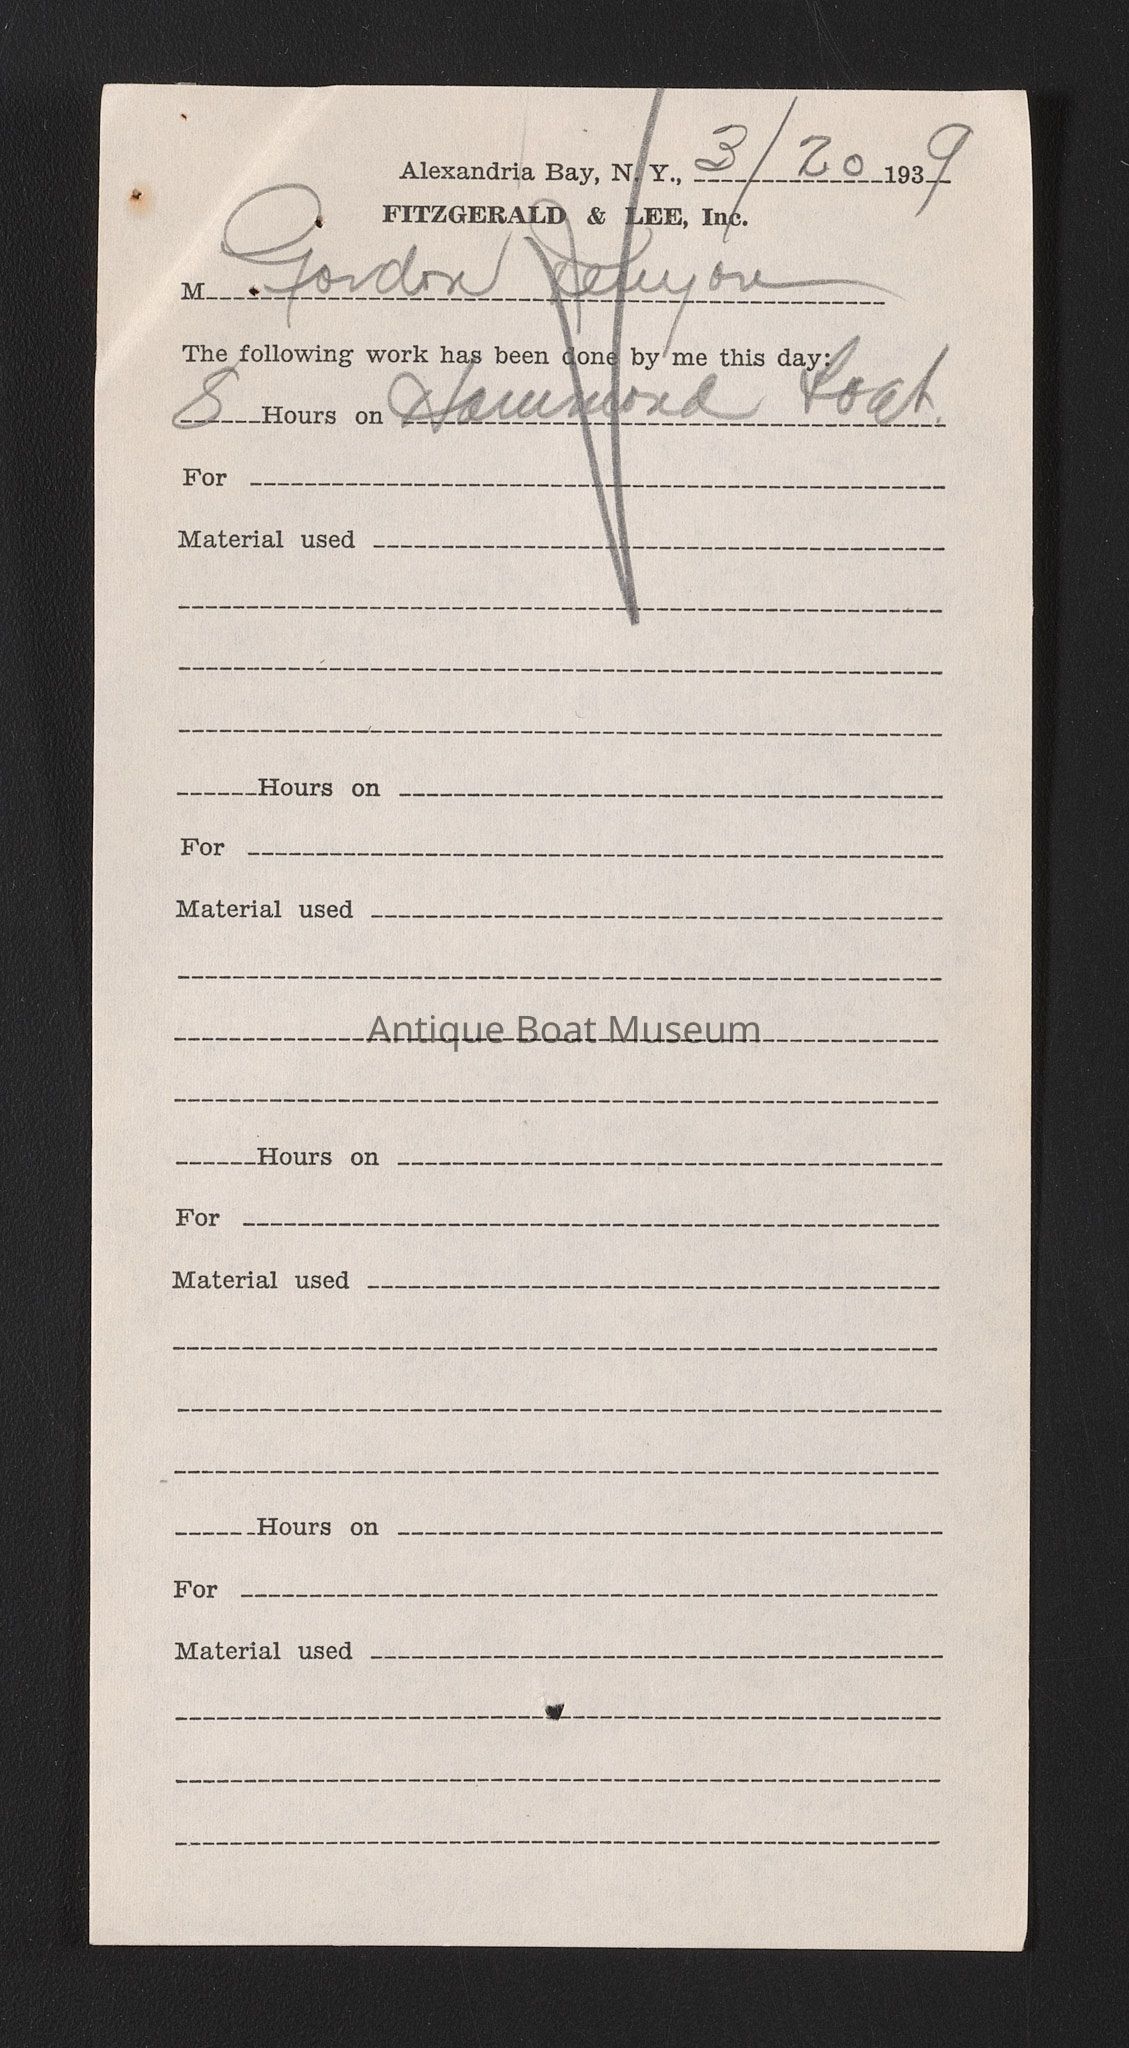 Alexandria Bay, N. Y., 3/20 1939
FITZGERALD & LEE, Inc.
M Gordon Kenyon
The following work has been done by me this day:
8 Hours on Hammond Boat.
For
Material used
Hours on
For
Material used
Antique Boat Museum
Hours on
For
Material used
Hours on
For
Material used